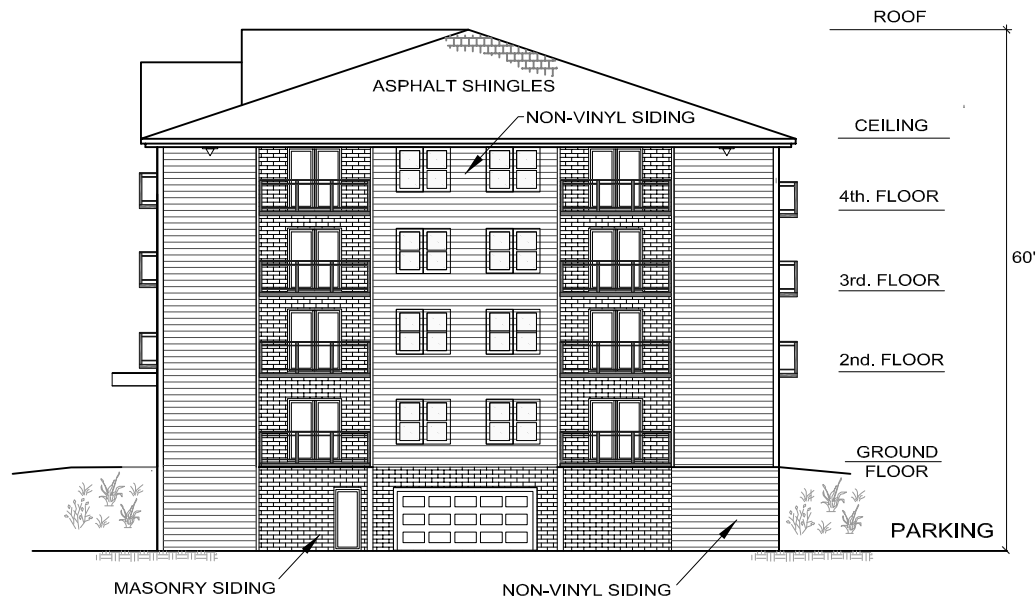 ROOF
ASPHALT SHINGLES
NON-VINYL SIDING
CEILING
4th. FLOOR
60'
3rd. FLOOR
2nd. FLOOR
GROUND
FLOOR
PARKING
MASONRY SIDING
NON-VINYL SIDING